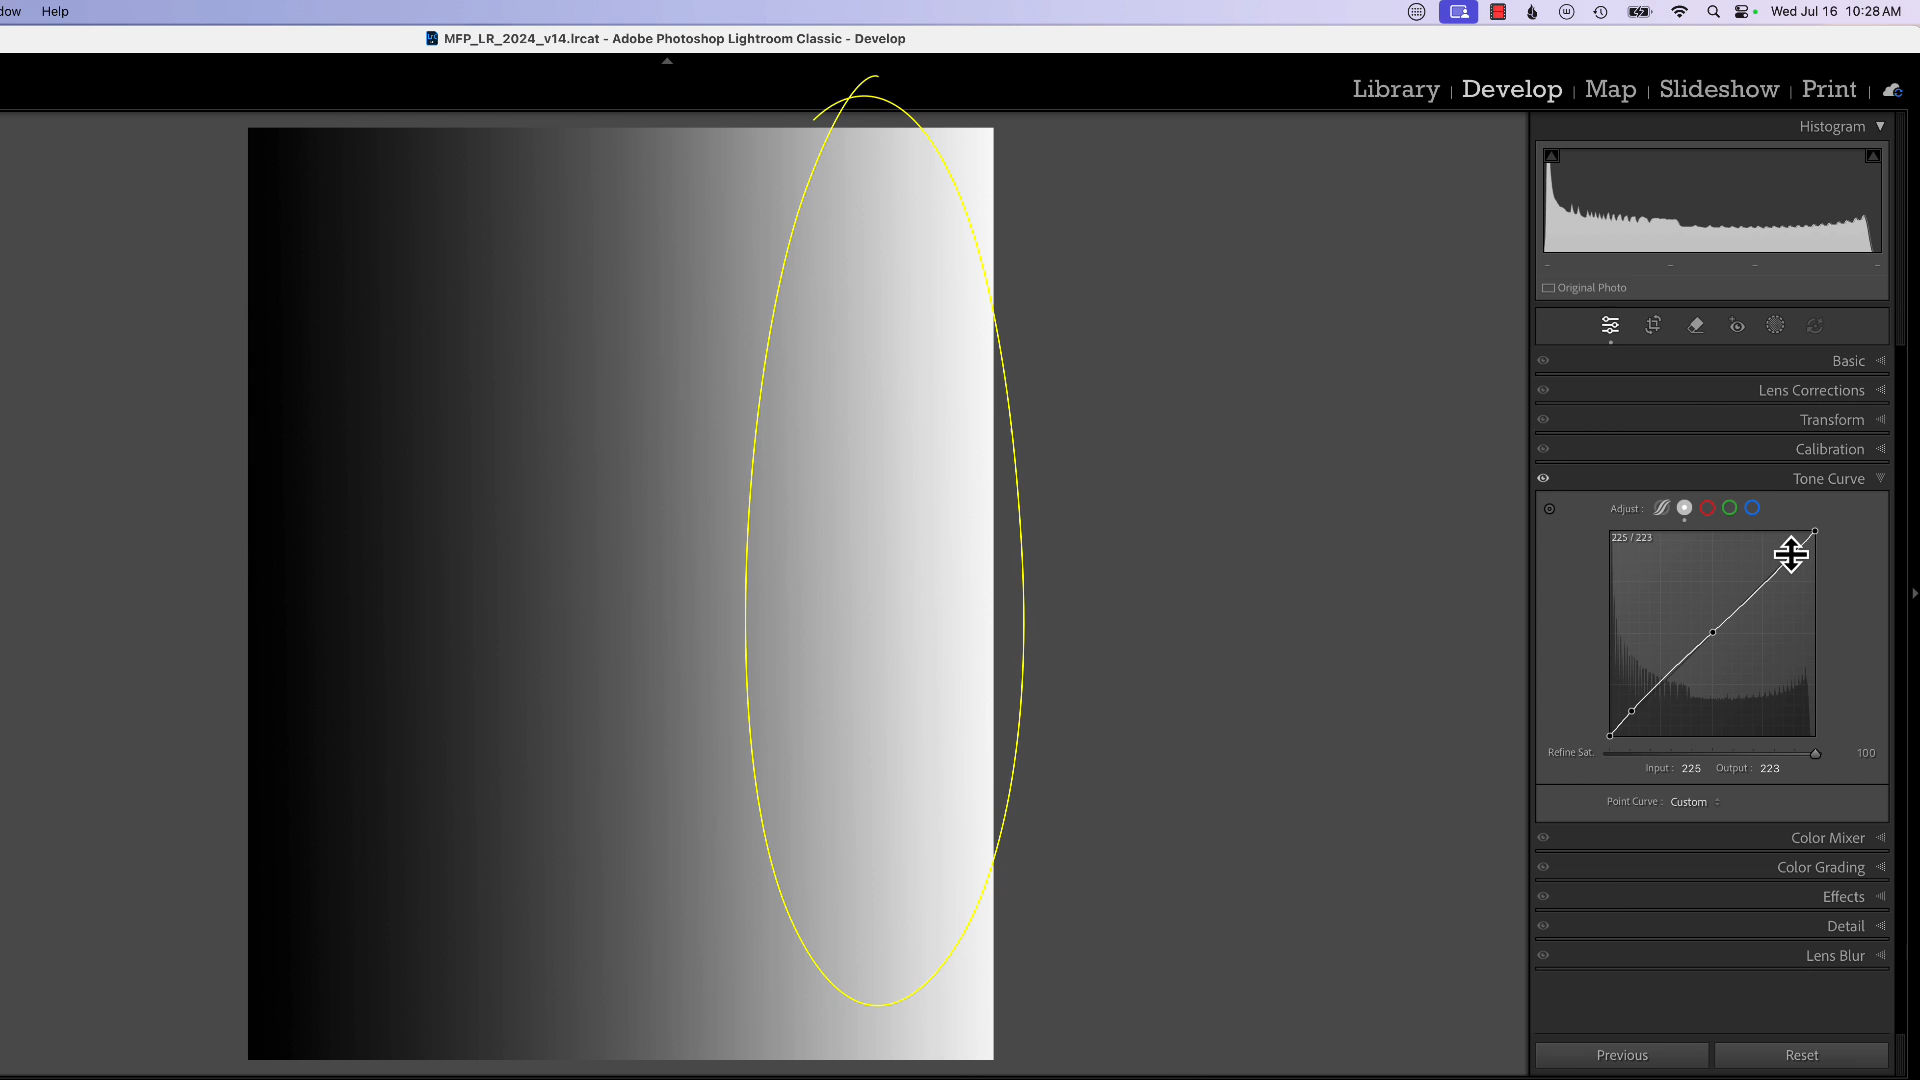 dow Help
Wed Jul 16 10:28 AM
MFP_LR_2024_v14.lrcat - Adobe Photoshop Lightroom Classic - Develop
Library | Develop | Map | Slideshow | Print |
Histogram
Original Photo
Basic
Lens Corrections
Transform
Calibration
Tone Curve
Adjust :
225 / 223
Refine Sat. 100
Input : 225 Output : 223
Point Curve : Custom
Color Mixer
Color Grading
Effects
Detail
Lens Blur
Previous Reset